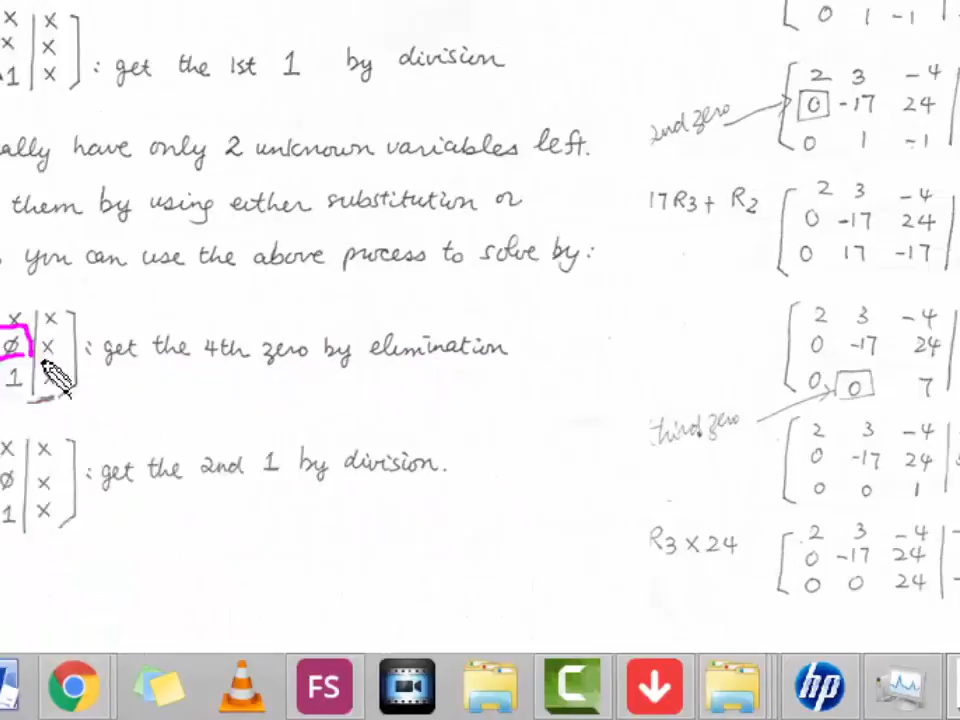 x | x
x | x
1 | x ] : get the 1st 1 by division
ally have only 2 unknown variables left.
them by using either substitution or
you can use the above process to solve by:
x | x
0 | x ] : get the 4th zero by elimination
1 | x
x | x
0 | x ] : get the 2nd 1 by division.
1 | x
0 1 -1
2 3 -4
2nd zero 0 -17 24
0 1 -1
17R3 + R2
2 3 -4
0 -17 24
0 17 -17
2 3 -4
0 -17 24
0 0 7
third zero
2 3 -4
0 -17 24
0 0 1
R3 x 24
2 3 -4
0 -17 24
0 0 24
FS
C
hp